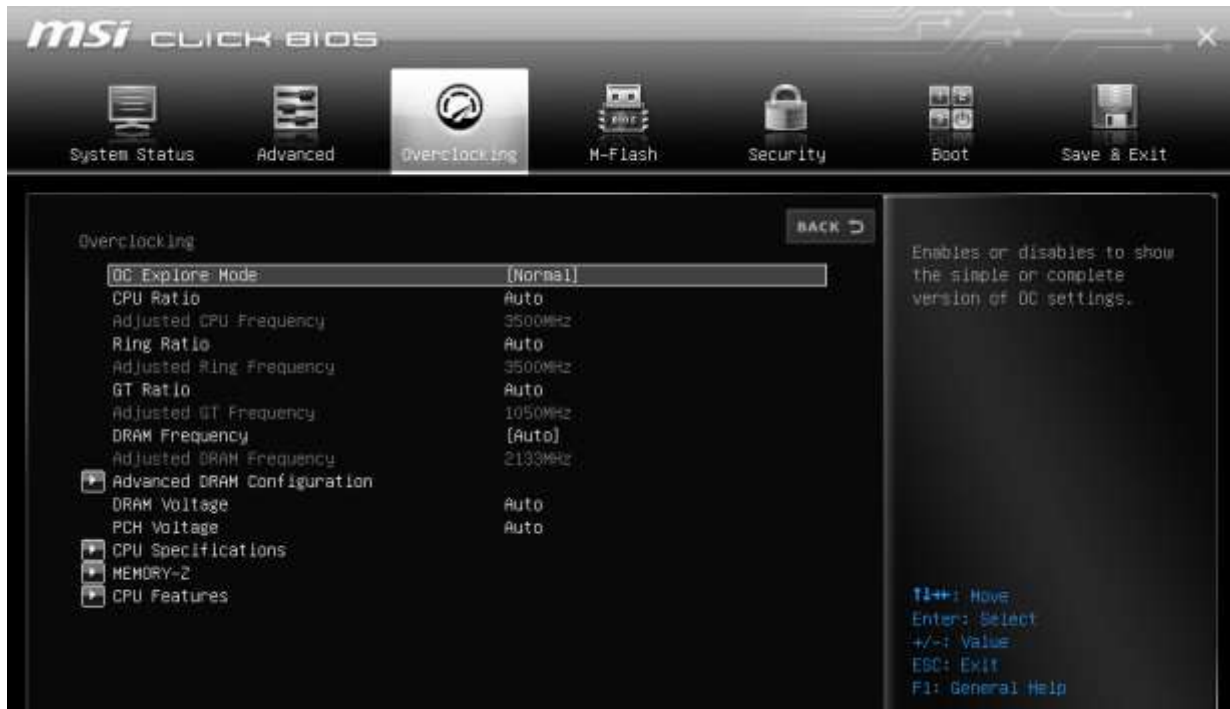 msi CLICK BIOS
System Status
Advanced
Overclocking
M-Flash
Security
Boot
Save & Exit
BACK
Overclocking
OC Explore Mode [Normal]
CPU Ratio Auto
Adjusted CPU Frequency 3500MHz
Ring Ratio Auto
Adjusted Ring Frequency 3500MHz
GT Ratio Auto
Adjusted GT Frequency 1050MHz
DRAM Frequency [Auto]
Adjusted DRAM Frequency 2133MHz
Advanced DRAM Configuration
DRAM Voltage Auto
PCH Voltage Auto
CPU Specifications
MEMORY-Z
CPU Features
Enables or disables to show
the simple or complete
version of OC settings.
↑↓→←: Move
Enter: Select
+/-: Value
ESC: Exit
F1: General Help